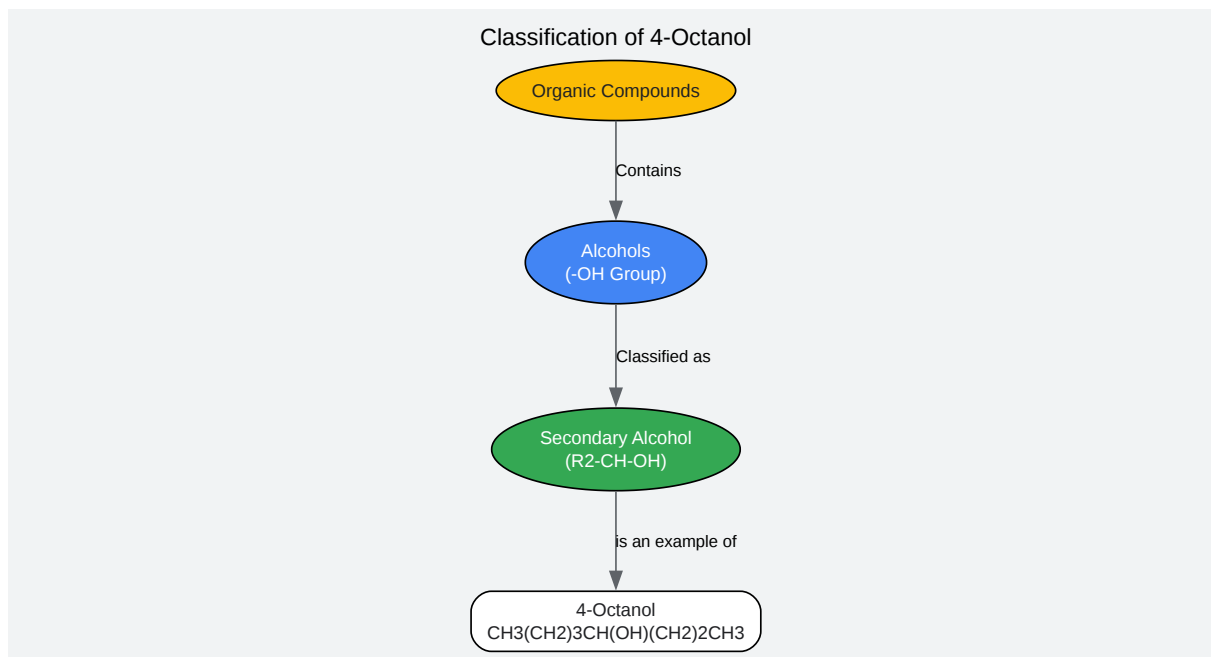 Classification of 4-Octanol
Organic Compounds
Contains
Alcohols
(-OH Group)
Classified as
Secondary Alcohol
(R2-CH-OH)
is an example of
4-Octanol
CH3(CH2)3CH(OH)(CH2)2CH3